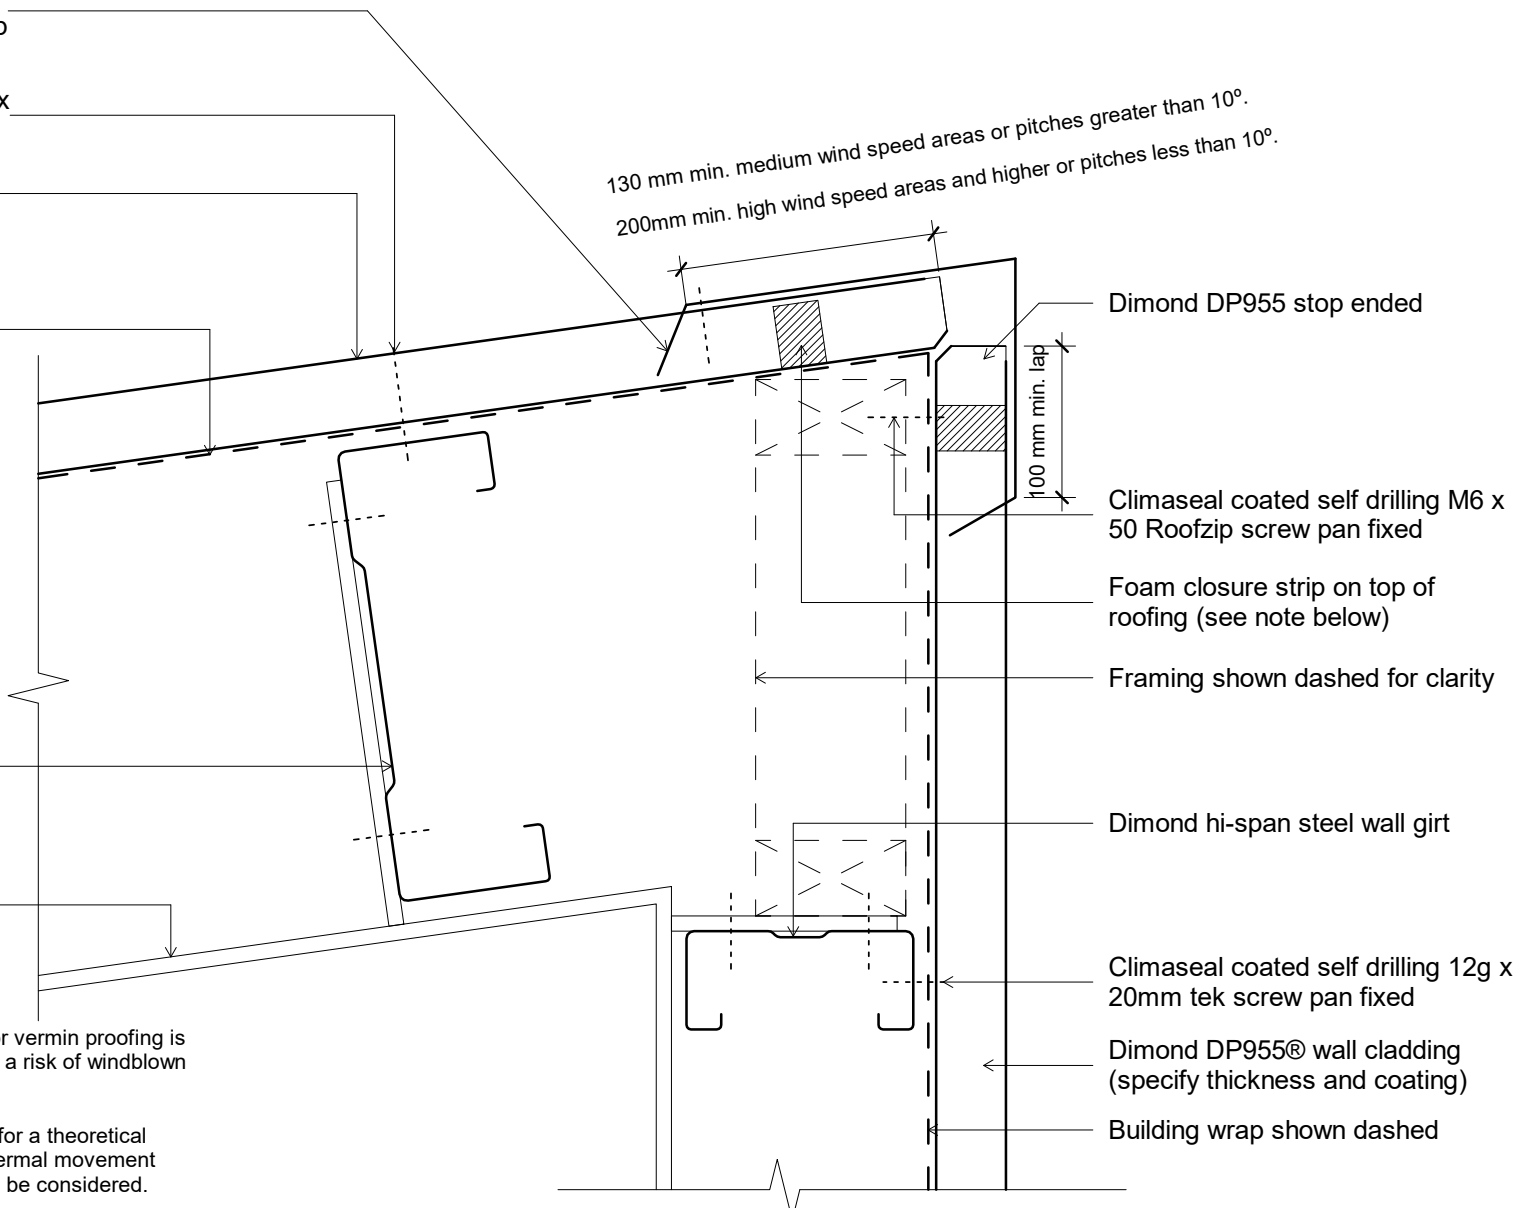 p
x
130 mm min. medium wind speed areas or pitches greater than 10º.
200mm min. high wind speed areas and higher or pitches less than 10º.
Dimond DP955 stop ended
100 mm min. lap
Climaseal coated self drilling M6 x
50 Roofzip screw pan fixed
Foam closure strip on top of
roofing (see note below)
Framing shown dashed for clarity
Dimond hi-span steel wall girt
Climaseal coated self drilling 12g x
20mm tek screw pan fixed
Dimond DP955® wall cladding
(specify thickness and coating)
Building wrap shown dashed
or vermin proofing is
a risk of windblown
for a theoretical
ermal movement
be considered.